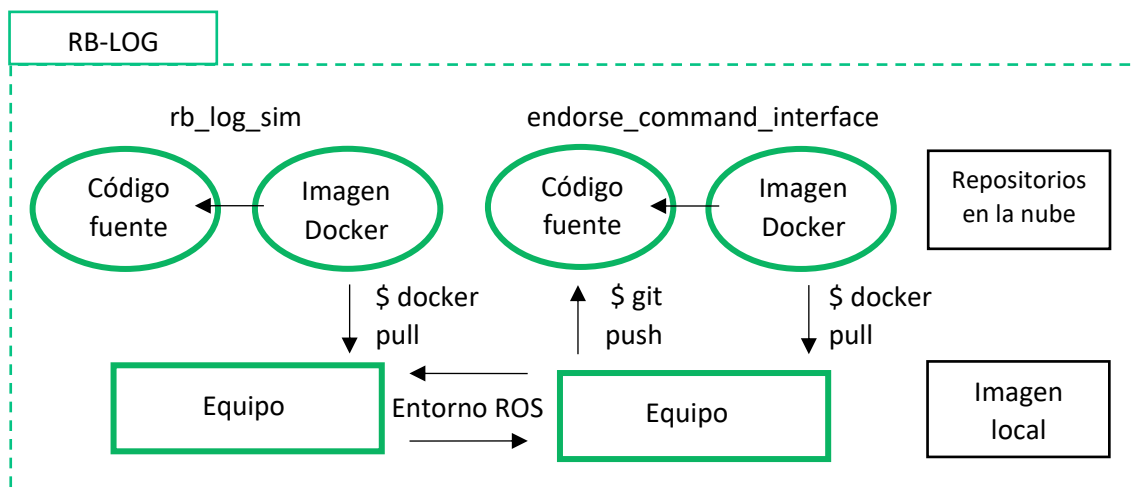 RB-LOG
rb_log_sim
endorse_command_interface
Código
fuente
Imagen
Docker
Código
fuente
Imagen
Docker
Repositorios
en la nube
$ docker
pull
$ git
push
$ docker
pull
Equipo
Entorno ROS
Equipo
Imagen
local